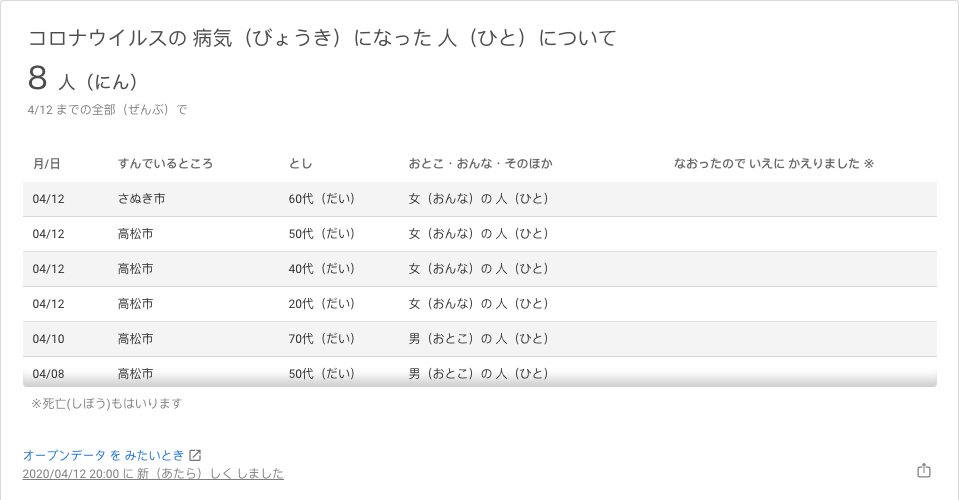 コロナウイルスの 病気（びょうき）になった 人（ひと）について
8 人（にん）
4/12 までの全部（ぜんぶ）で
月/日 すんでいるところ とし おとこ・おんな・そのほか なおったので いえに かえりました ※
04/12 さぬき市 60代（だい） 女（おんな）の 人（ひと）
04/12 高松市 50代（だい） 女（おんな）の 人（ひと）
04/12 高松市 40代（だい） 女（おんな）の 人（ひと）
04/12 高松市 20代（だい） 女（おんな）の 人（ひと）
04/10 高松市 70代（だい） 男（おとこ）の 人（ひと）
04/08 高松市 50代（だい） 男（おとこ）の 人（ひと）
※死亡(しぼう)もはいります
オープンデータ を みたいとき
2020/04/12 20:00 に 新（あたら）しく しました